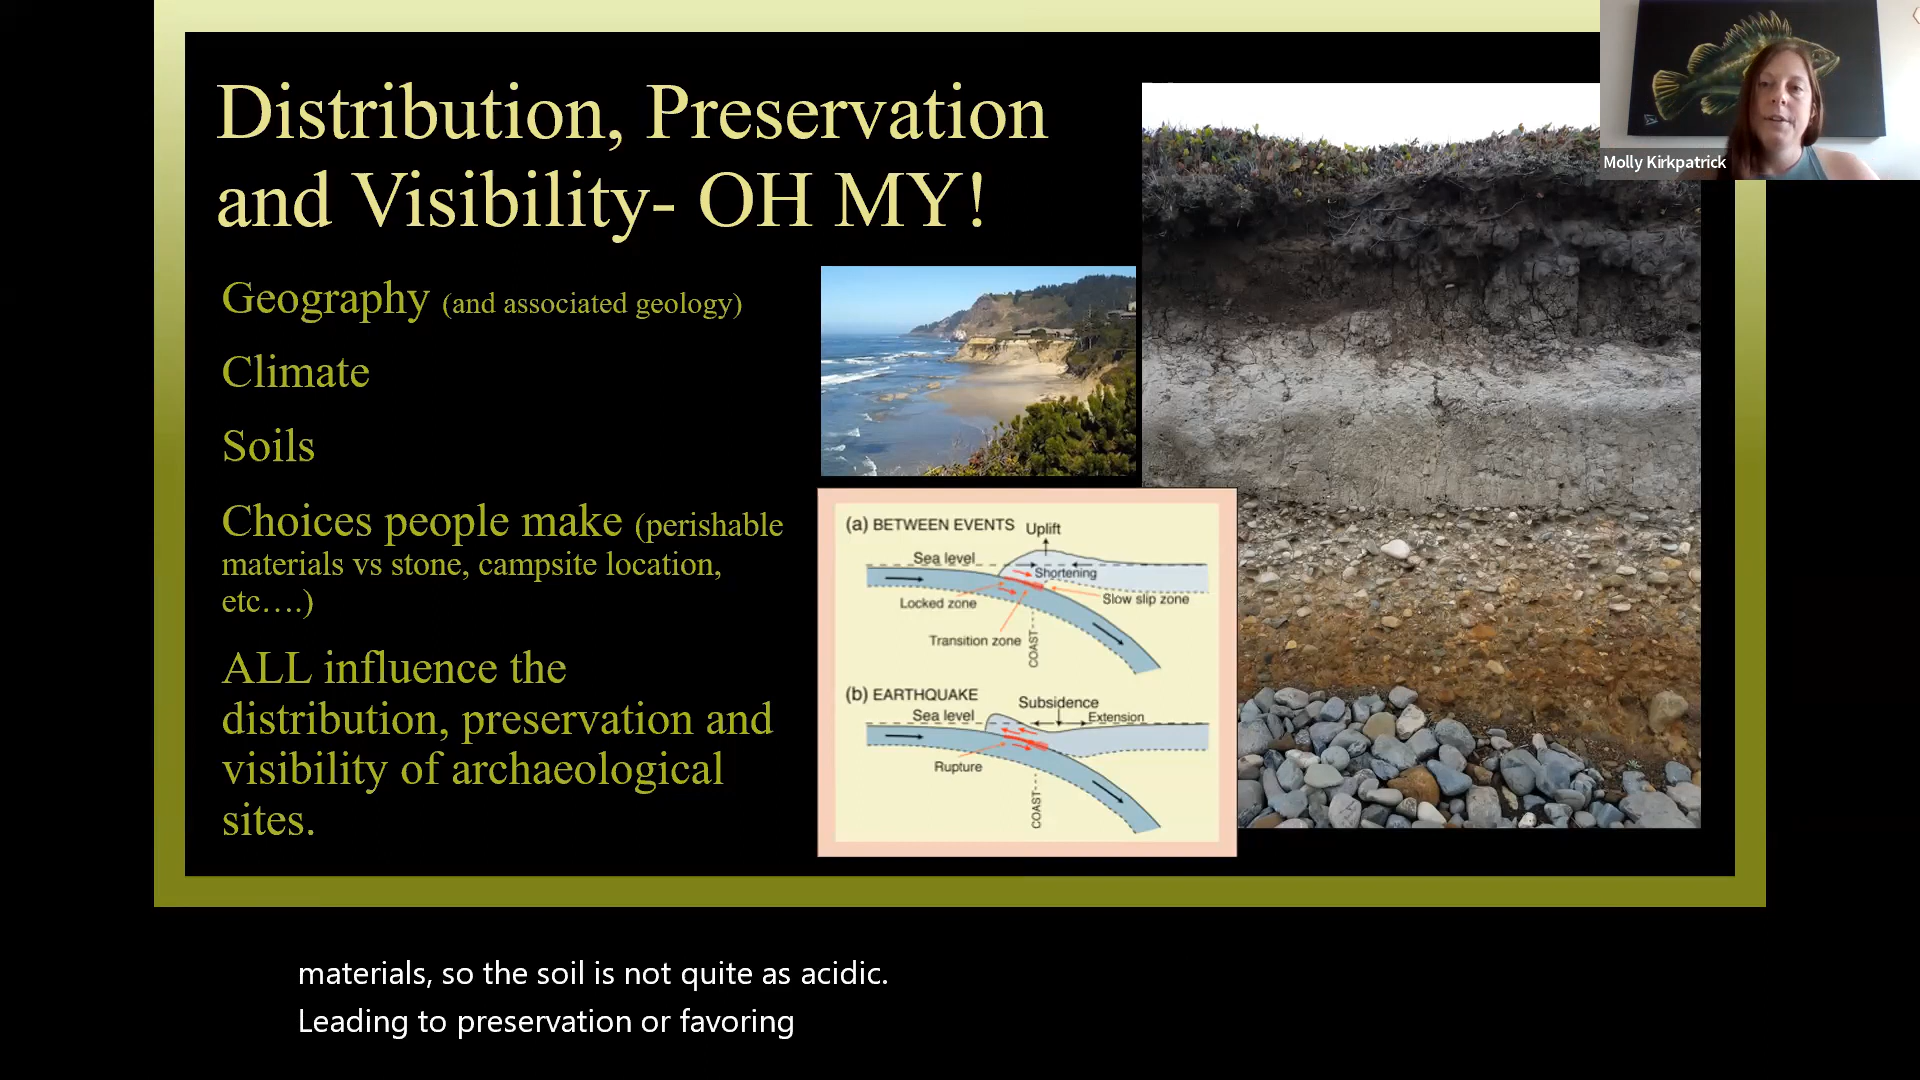 Distribution, Preservation
and Visibility- OH MY!
Molly Kirkpatrick
Geography (and associated geology)
Climate
Soils
Choices people make (perishable
materials vs stone, campsite location,
etc....)
ALL influence the
distribution, preservation and
visibility of archaeological
sites.
(a) BETWEEN EVENTS
Uplift
Sea level
Shortening
Locked zone
Slow slip zone
Transition zone
COAST
(b) EARTHQUAKE
Subsidence
Sea level
Extension
Rupture
COAST
materials, so the soil is not quite as acidic.
Leading to preservation or favoring